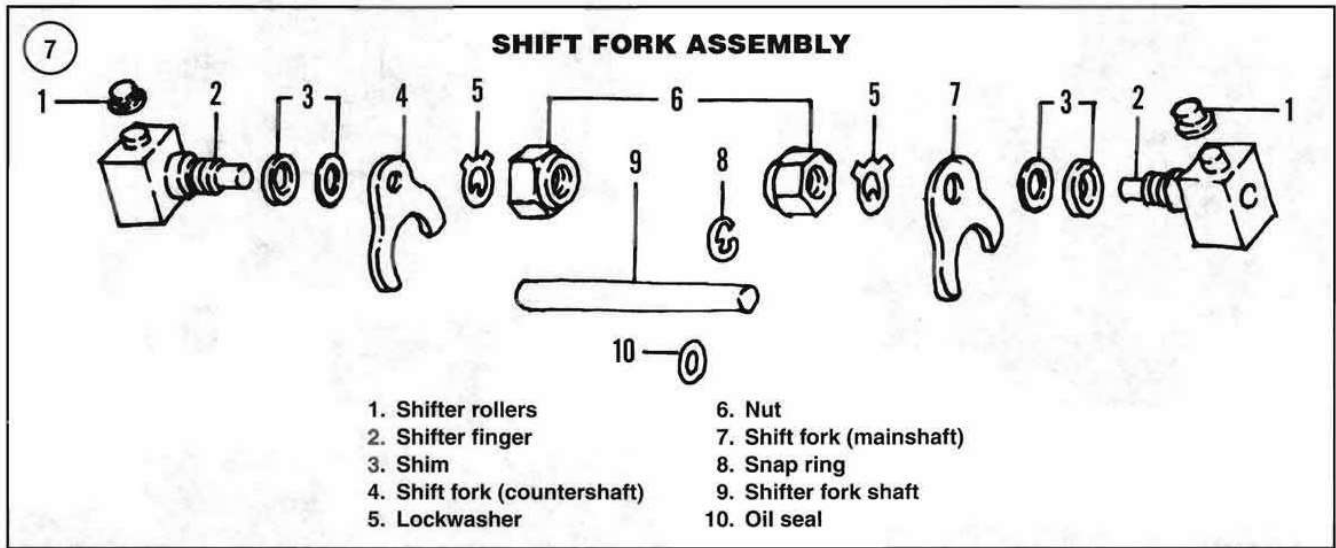 7
SHIFT FORK ASSEMBLY
1 2 3 4 5 6 5 7 3 2 1
9 8
C
10
1. Shifter rollers
2. Shifter finger
3. Shim
4. Shift fork (countershaft)
5. Lockwasher
6. Nut
7. Shift fork (mainshaft)
8. Snap ring
9. Shifter fork shaft
10. Oil seal